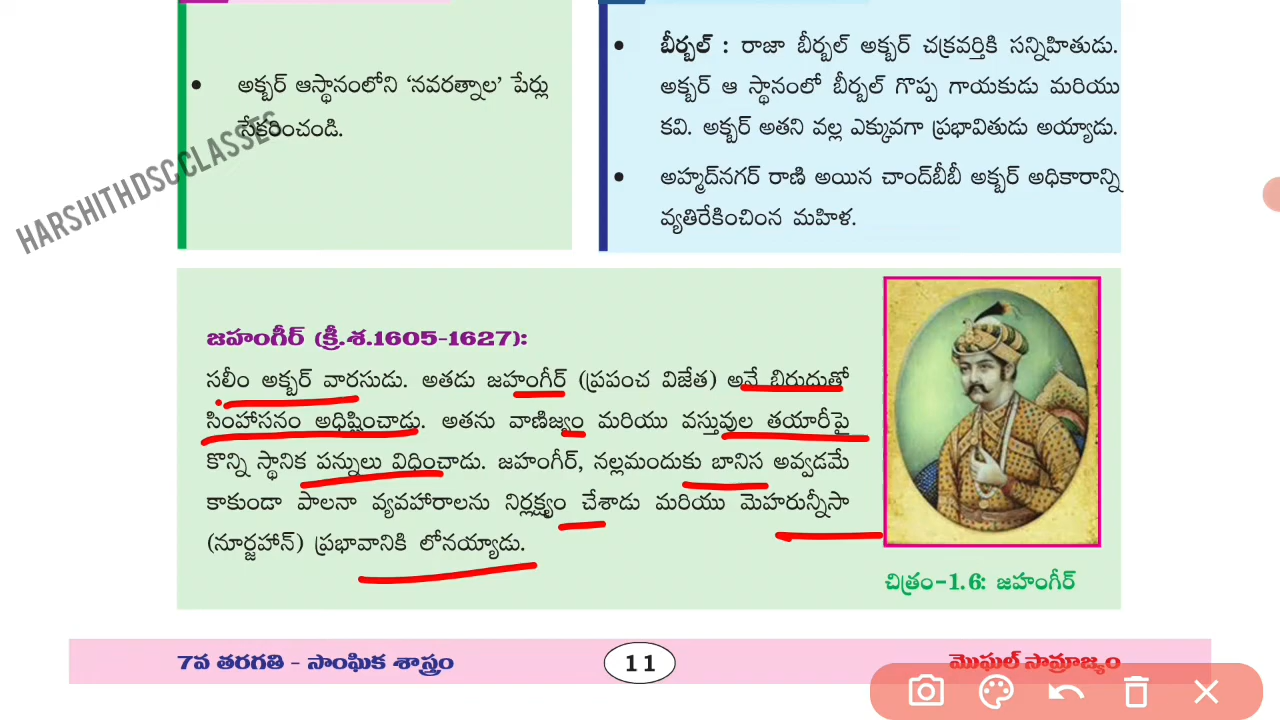 అక్బర్ ఆస్థానంలోని ‘నవరత్నాల’ పేర్లు
సేకరించండి.
HARSHITH DSC CLASSES
• బీర్బల్ : రాజా బీర్బల్ అక్బర్ చక్రవర్తికి సన్నిహితుడు.
అక్బర్ ఆ స్థానంలో బీర్బల్ గొప్ప గాయకుడు మరియు
కవి. అక్బర్ అతని వల్ల ఎక్కువగా ప్రభావితుడు అయ్యాడు.
• అహ్మద్‌నగర్ రాణి అయిన చాంద్‌బీబీ అక్బర్ అధికారాన్ని
వ్యతిరేకించిన మహిళ.
జహంగీర్ (క్రీ.శ.1605-1627):
సలీం అక్బర్ వారసుడు. అతడు జహంగీర్ (ప్రపంచ విజేత) అనే బిరుదుతో
సింహాసనం అధిష్టించాడు. అతను వాణిజ్యం మరియు వస్తువుల తయారీపై
కొన్ని స్థానిక పన్నులు విధించాడు. జహంగీర్, నల్లమందుకు బానిస అవ్వడమే
కాకుండా పాలనా వ్యవహారాలను నిర్లక్ష్యం చేశాడు మరియు మెహరున్నీసా
(నూర్జహాన్) ప్రభావానికి లోనయ్యాడు.
చిత్రం-1.6: జహంగీర్
7వ తరగతి - సాంఘిక శాస్త్రం
11
మొఘల్ సామ్రాజ్యం